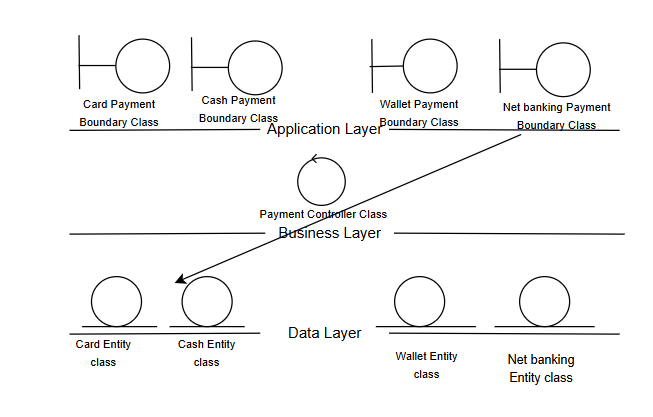 Card Payment
Boundary Class
Cash Payment
Boundary Class
Wallet Payment
Boundary Class
Net banking Payment
Boundary Class
Application Layer
Payment Controller Class
Business Layer
Data Layer
Card Entity
class
Cash Entity
class
Wallet Entity
class
Net banking
Entity class